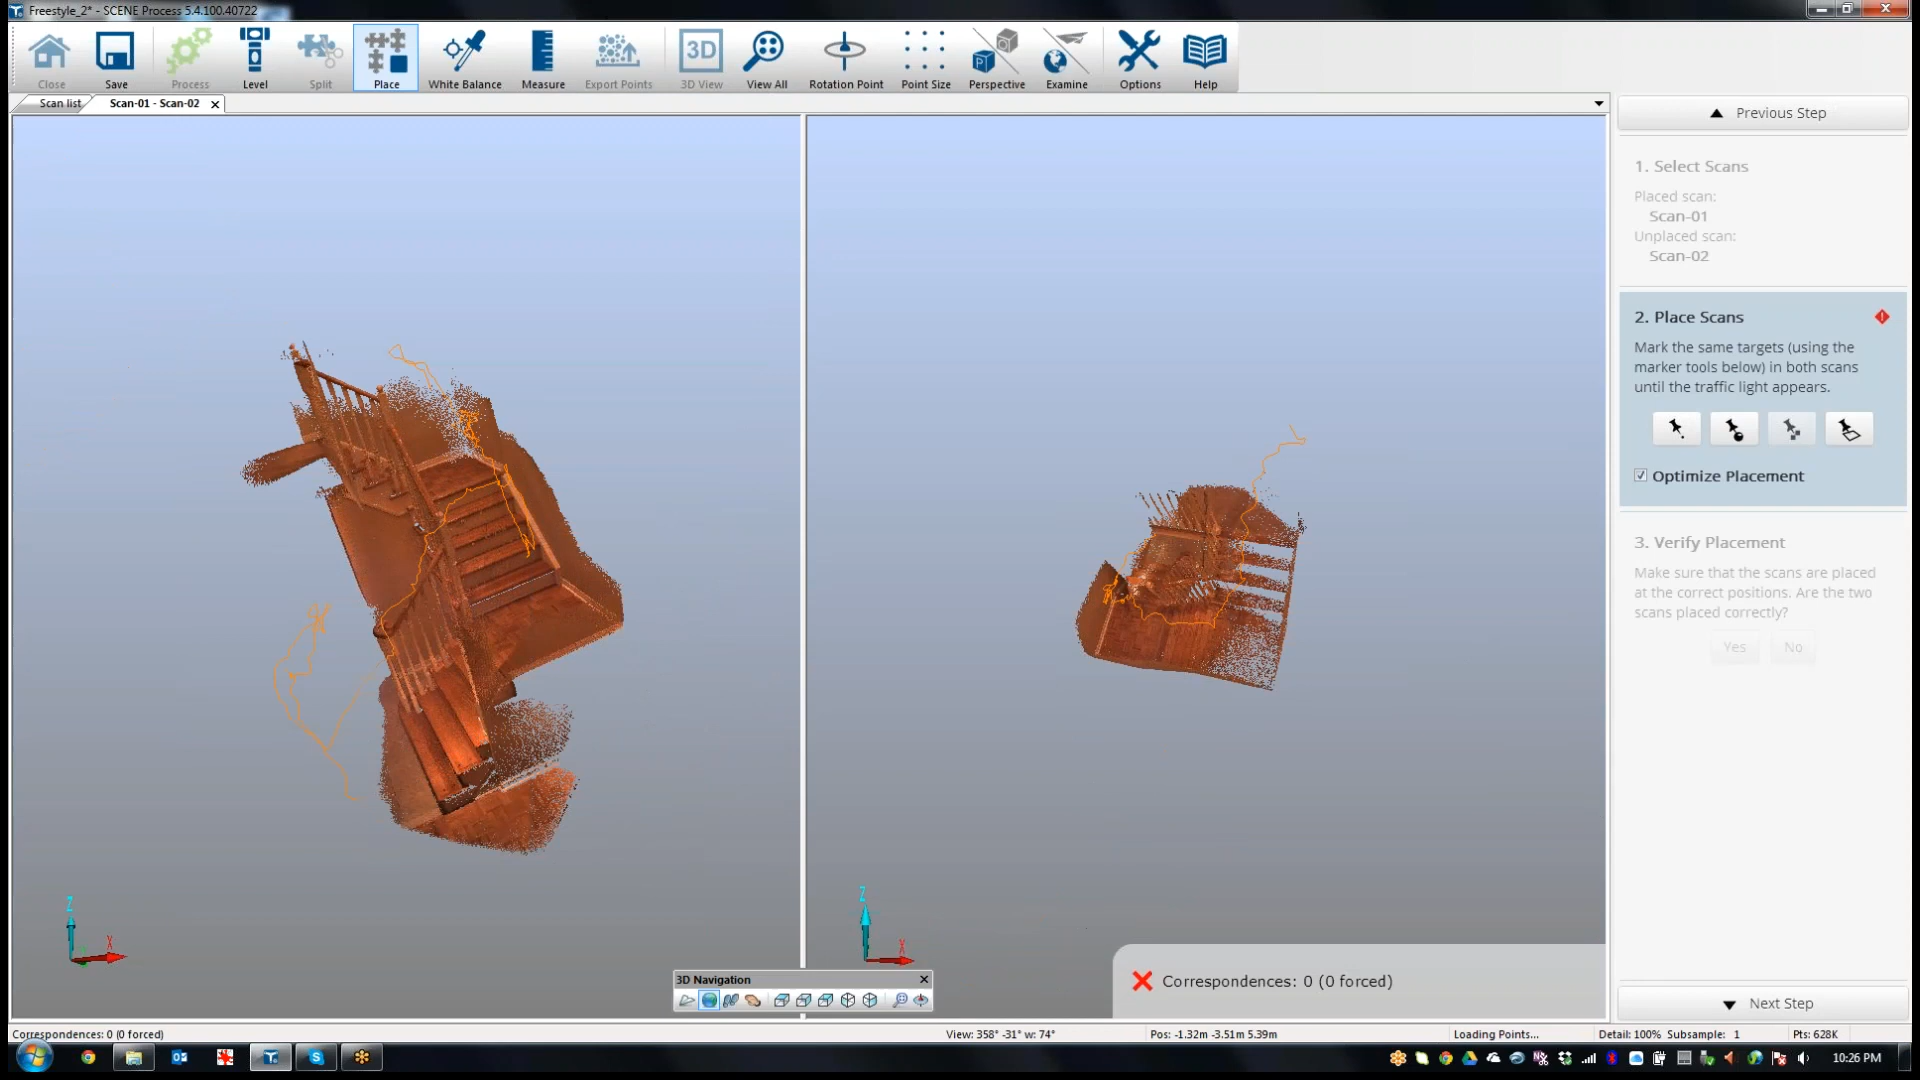 Freestyle_2* - SCENE Process 5.4.100.40722
Close
Save
Process
Level
Split
Place
White Balance
Measure
Export Points
3D
3D View
View All
Rotation Point
Point Size
Perspective
Examine
Options
Help
Scan list
Scan-01 - Scan-02
Previous Step
1. Select Scans
Placed scan:
Scan-01
Unplaced scan:
Scan-02
2. Place Scans
Mark the same targets (using the
marker tools below) in both scans
until the traffic light appears.
Optimize Placement
3. Verify Placement
Make sure that the scans are placed
at the correct positions. Are the two
scans placed correctly?
Yes No
Z
X
Z
X
3D Navigation
Correspondences: 0 (0 forced)
Next Step
Correspondences: 0 (0 forced)
View: 358° -31° w: 74°
Pos: -1.32m -3.51m 5.39m
Loading Points...
Detail: 100% Subsample: 1
Pts: 628K
10:26 PM